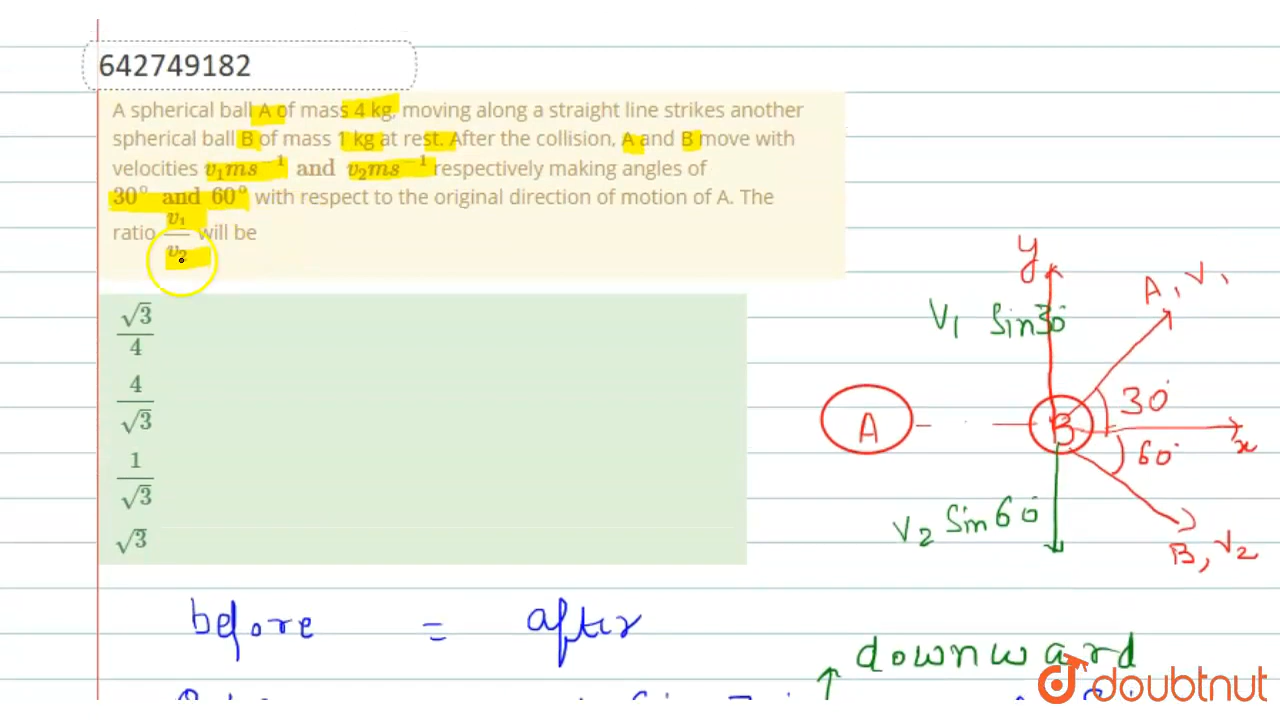 642749182
A spherical ball A of mass 4 kg, moving along a straight line strikes another
spherical ball B of mass 1 kg at rest. After the collision, A and B move with
velocities v₁ms⁻¹ and v₂ms⁻¹ respectively making angles of
30° and 60° with respect to the original direction of motion of A. The
ratio v₁/v₂ will be
√3/4
4/√3
1/√3
√3
y
A, V₁
V₁ Sin30°
A
B
30°
60°
x
V₂ Sin60°
B, V₂
before = after
downward
doubtnut